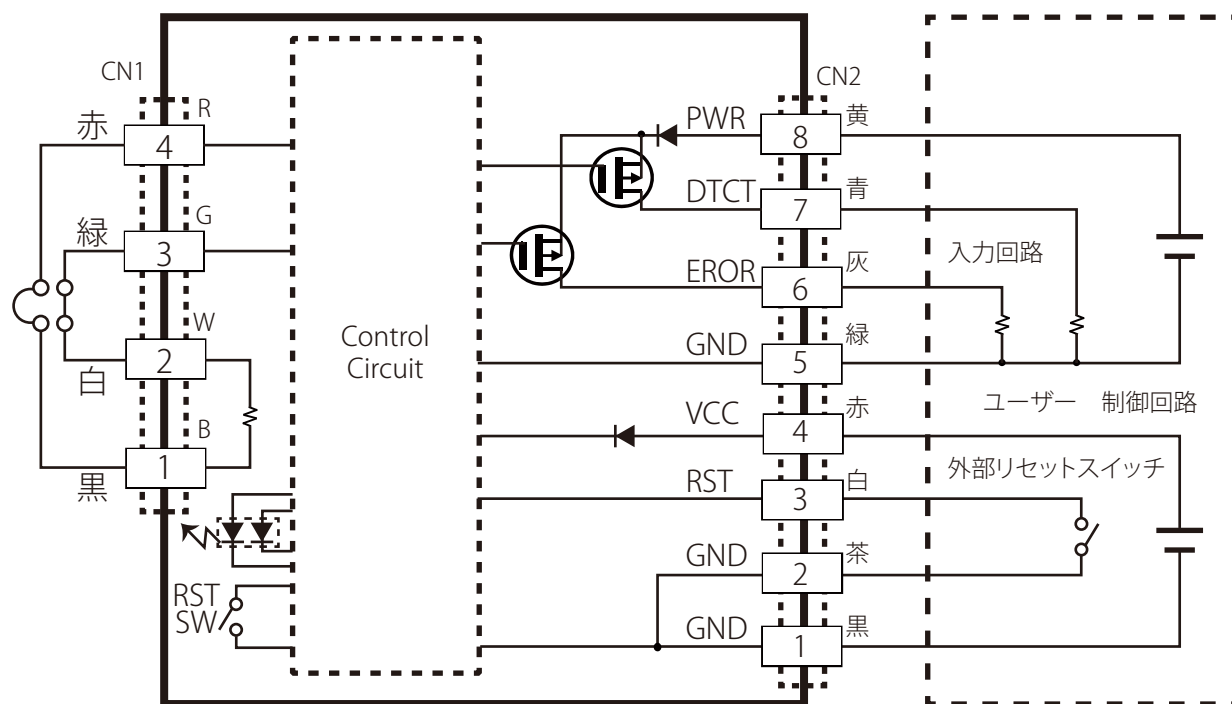 CN1
CN2
赤
R
4
緑
G
3
W
2
白
B
1
黒
RST
SW
Control
Circuit
PWR
8
黄
DTCT
7
青
EROR
6
灰
GND
5
緑
VCC
4
赤
RST
3
白
GND
2
茶
GND
1
黒
入力回路
ユーザー 制御回路
外部リセットスイッチ